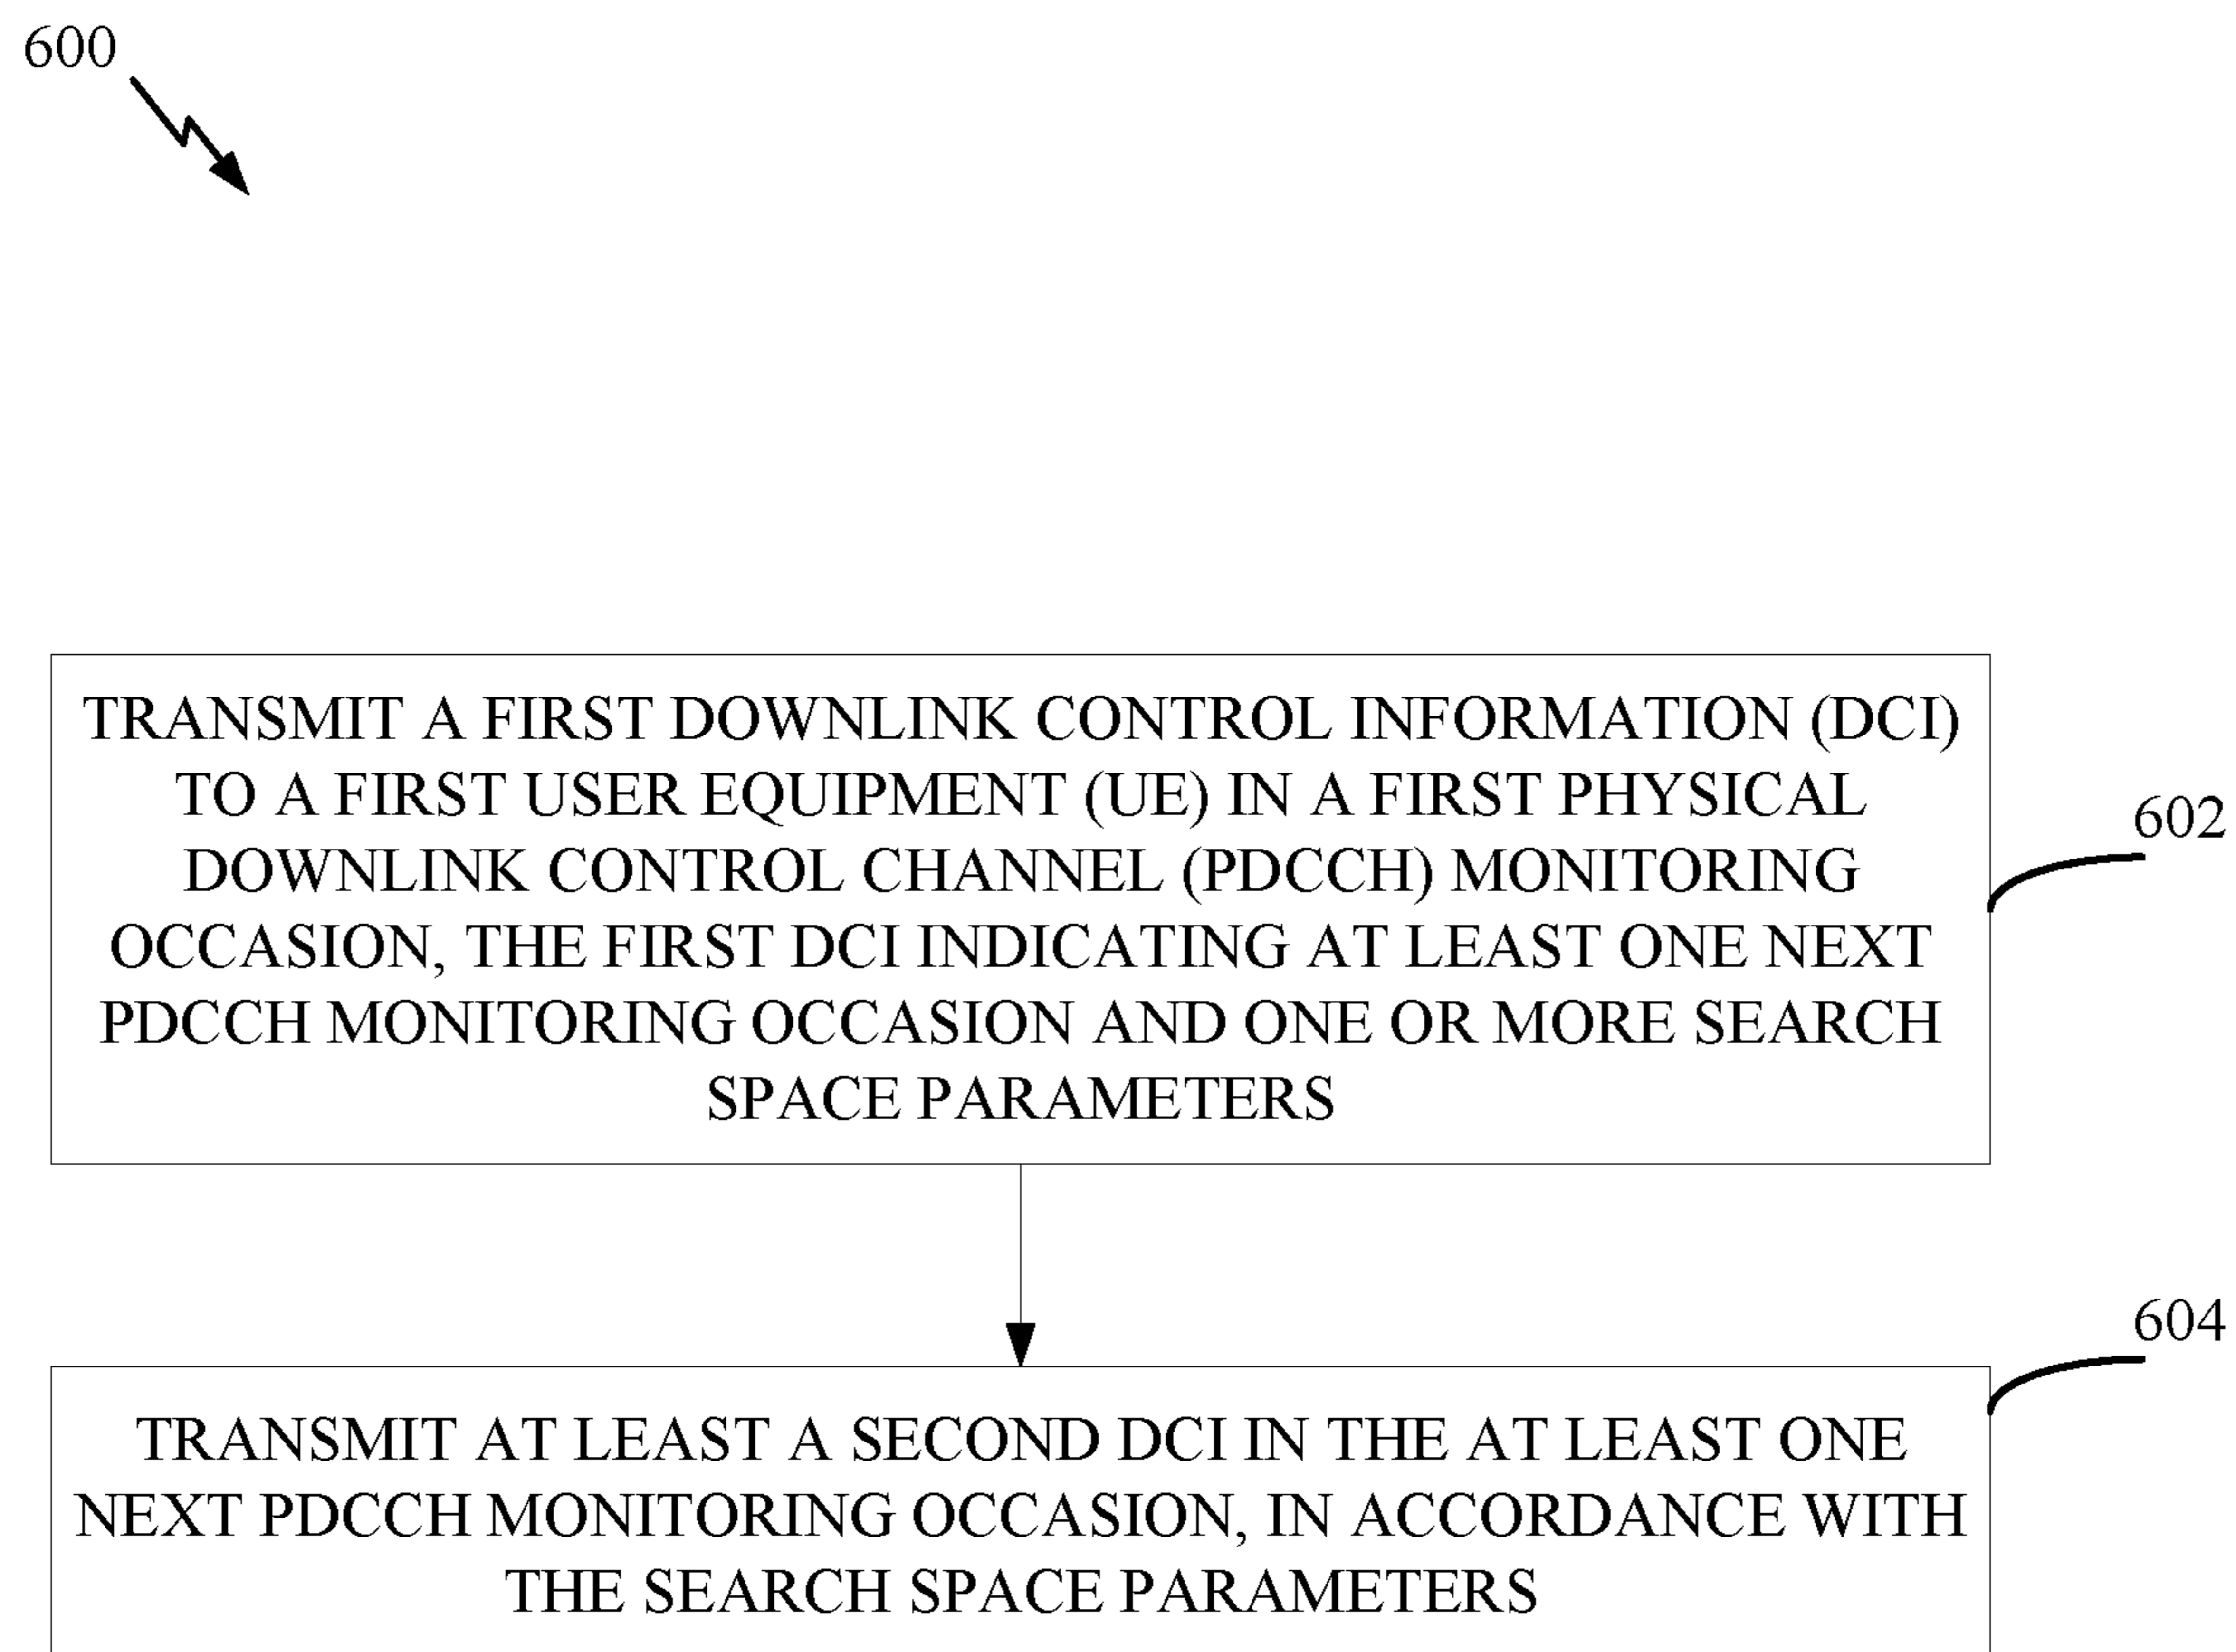 600
TRANSMIT A FIRST DOWNLINK CONTROL INFORMATION (DCI)
TO A FIRST USER EQUIPMENT (UE) IN A FIRST PHYSICAL
DOWNLINK CONTROL CHANNEL (PDCCH) MONITORING
OCCASION, THE FIRST DCI INDICATING AT LEAST ONE NEXT
PDCCH MONITORING OCCASION AND ONE OR MORE SEARCH
SPACE PARAMETERS
602
TRANSMIT AT LEAST A SECOND DCI IN THE AT LEAST ONE
NEXT PDCCH MONITORING OCCASION, IN ACCORDANCE WITH
THE SEARCH SPACE PARAMETERS
604